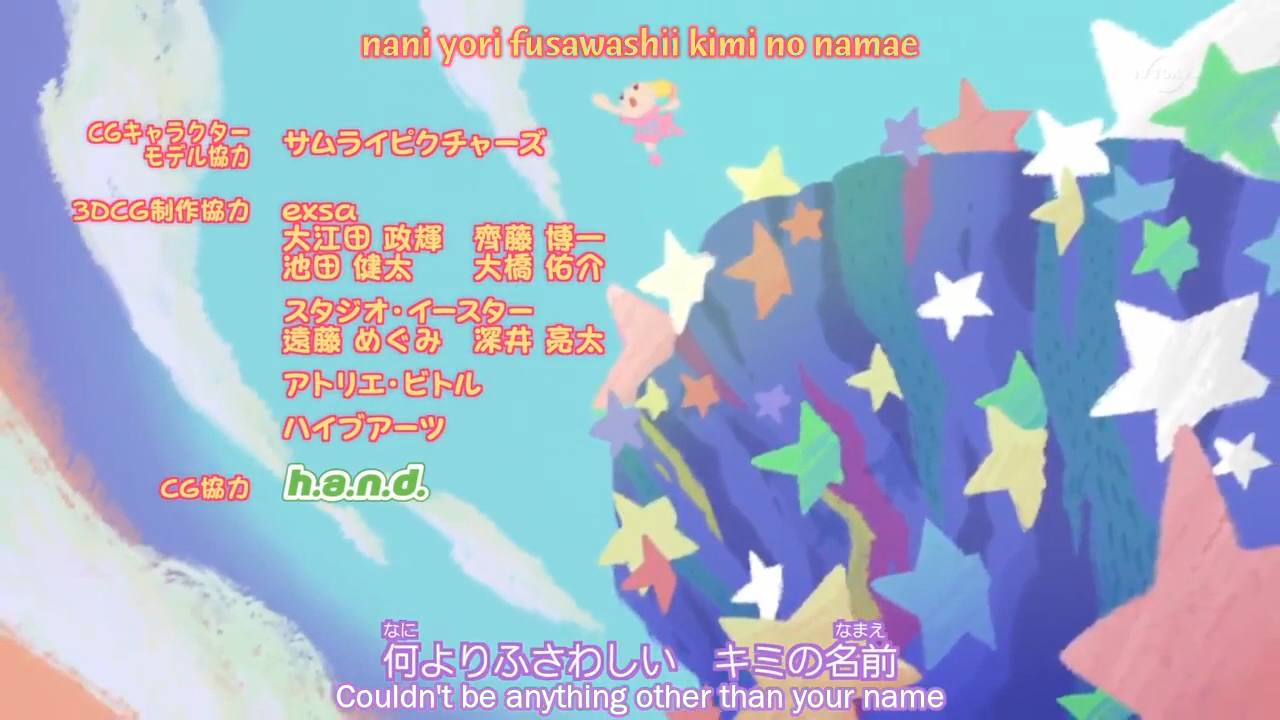 nani yori fusawashii kimi no namae
CGキャラクター
モデル協力
サムライピクチャーズ
3DCG制作協力
exsa
大江田 政輝 齊藤 博一
池田 健太 大橋 佑介
スタジオ・イースター
遠藤 めぐみ 深井 亮太
アトリエ・ビトル
ハイブアーツ
CG協力
h.a.n.d.
なに なまえ
何よりふさわしい キミの名前
Couldn't be anything other than your name